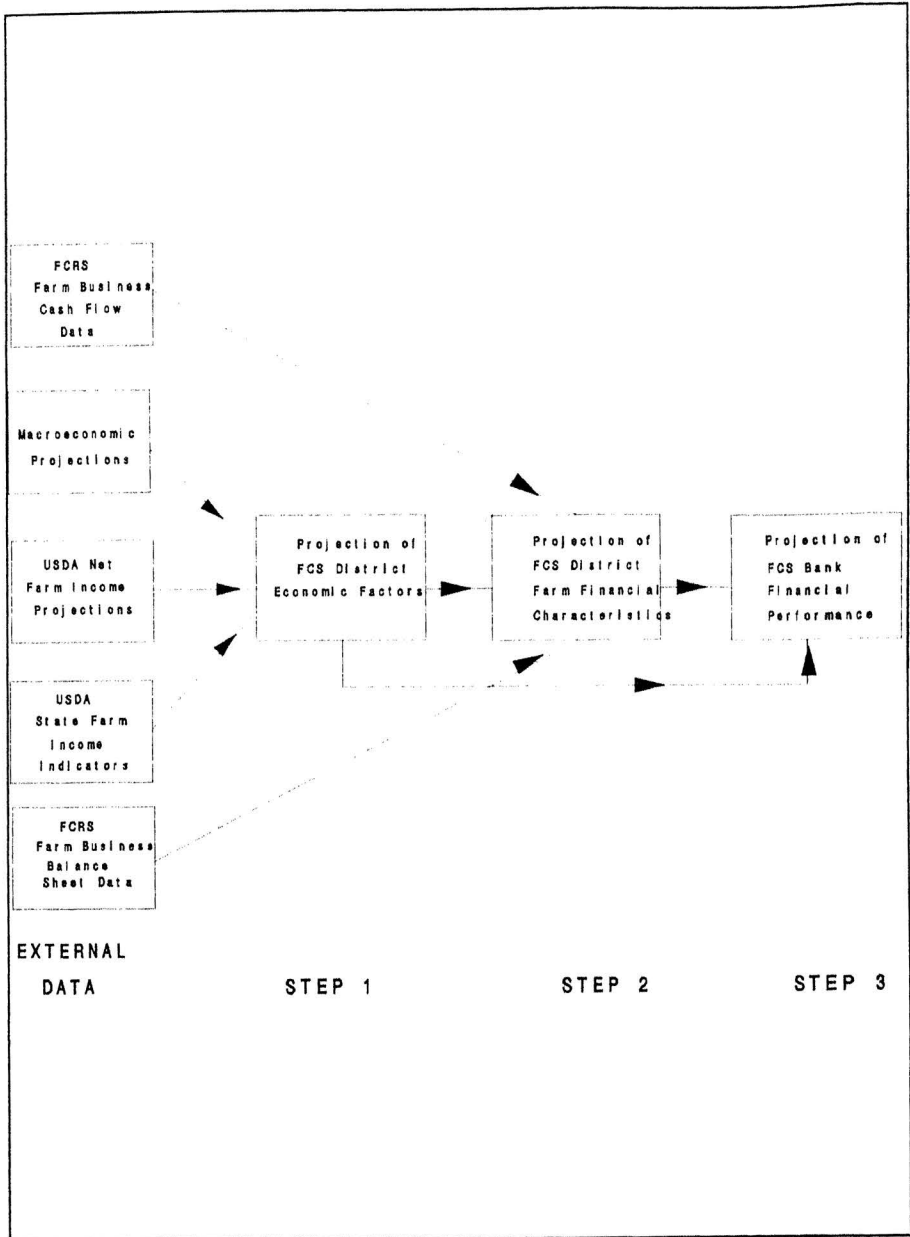 FCRS
Farm Business
Cash Flow
Data
Macroeconomic
Projections
USDA Net
Farm Income
Projections
USDA
State Farm
Income
Indicators
FCRS
Farm Business
Balance
Sheet Data
Projection of
FCS District
Economic Factors
Projection of
FCS District
Farm Financial
Characteristics
Projection of
FCS Bank
Financial
Performance
EXTERNAL
DATA
STEP 1
STEP 2
STEP 3